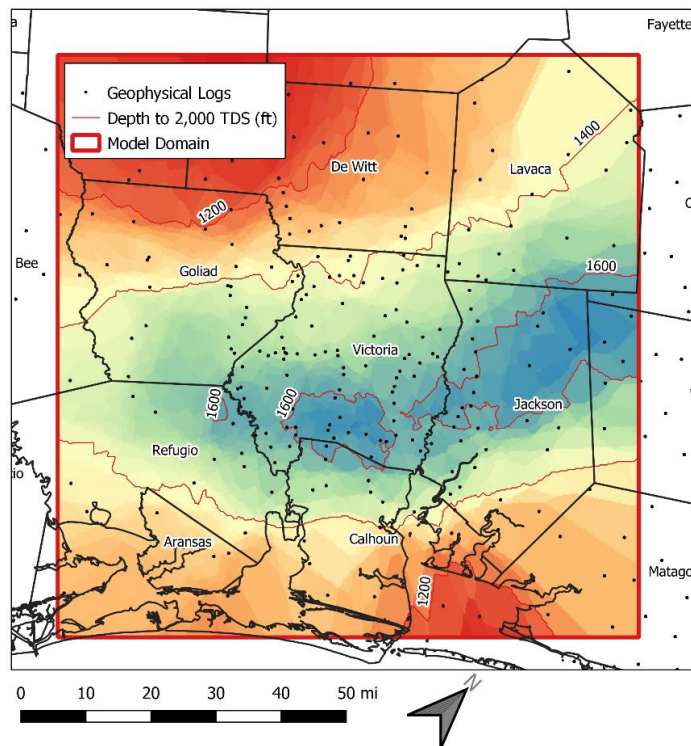 Fayette
Geophysical Logs
Depth to 2,000 TDS (ft)
Model Domain
De Witt
Lavaca
1400
1200
Bee
Goliad
1600
Victoria
1600
1600
Jackson
Refugio
Aransas
Calhoun
1200
Matago
0 10 20 30 40 50 mi
N